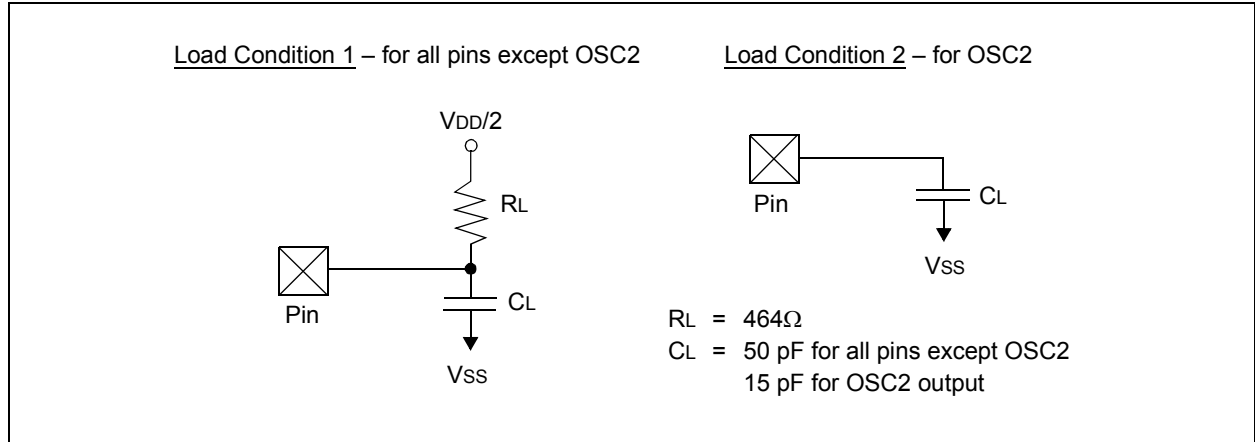 Load Condition 1 – for all pins except OSC2
VDD/2
RL
Pin
CL
VSS
Load Condition 2 – for OSC2
Pin
CL
VSS
RL = 464Ω
CL = 50 pF for all pins except OSC2
15 pF for OSC2 output